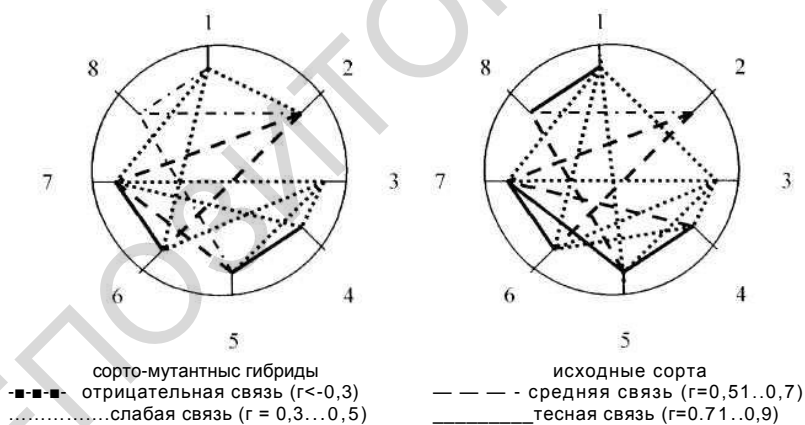 1
1
8
2
8
2
7
3
7
3
6
4
6
4
5
5
сорто-мутантныс гибриды
исходные сорта
-■-■-■- отрицательная связь (г<-0,3)
— — — - средняя связь (г=0,51..0,7)
................слабая связь (г = 0,3...0,5)
__________тесная связь (г=0.71..0,9)